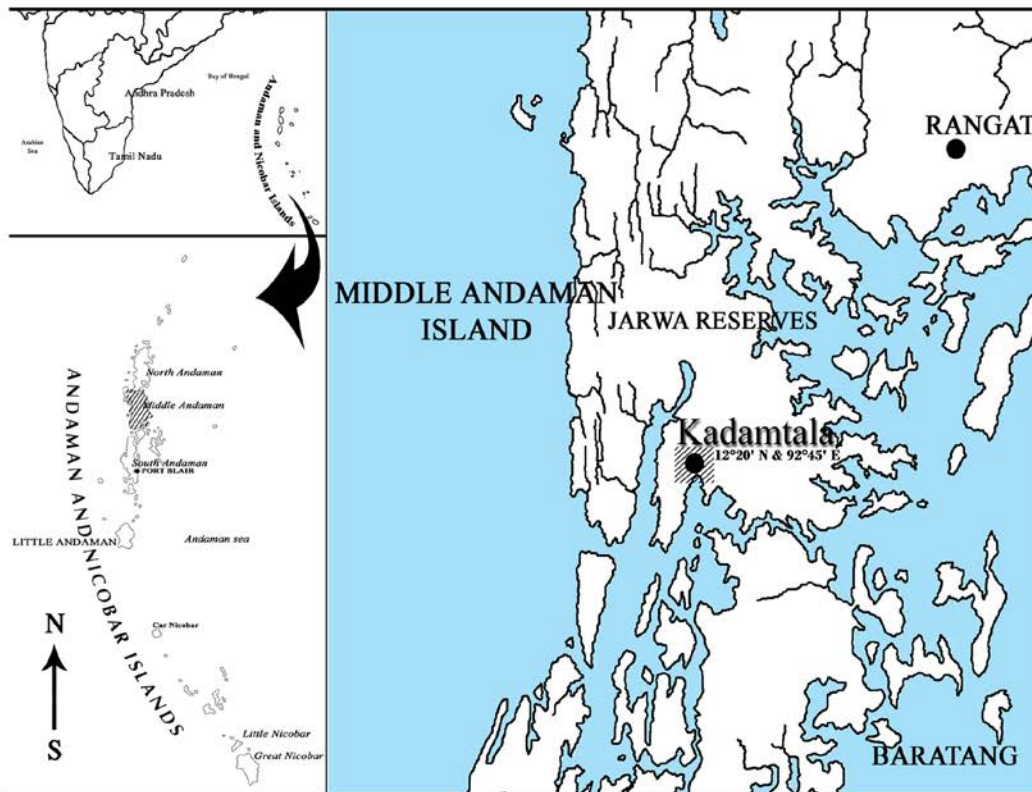 Bay of Bengal
Andhra Pradesh
Arabian
Sea
Tamil Nadu
Andaman and Nicobar Islands
North Andaman
Middle Andaman
South Andaman
PORT BLAIR
LITTLE ANDAMAN
Andaman sea
ANDAMAN AND NICOBAR ISLANDS
Car Nicobar
N
S
Little Nicobar
Great Nicobar
RANGAT
MIDDLE ANDAMAN
ISLAND
JARWA RESERVES
Kadamtala
12°20' N & 92°45' E
BARATANG